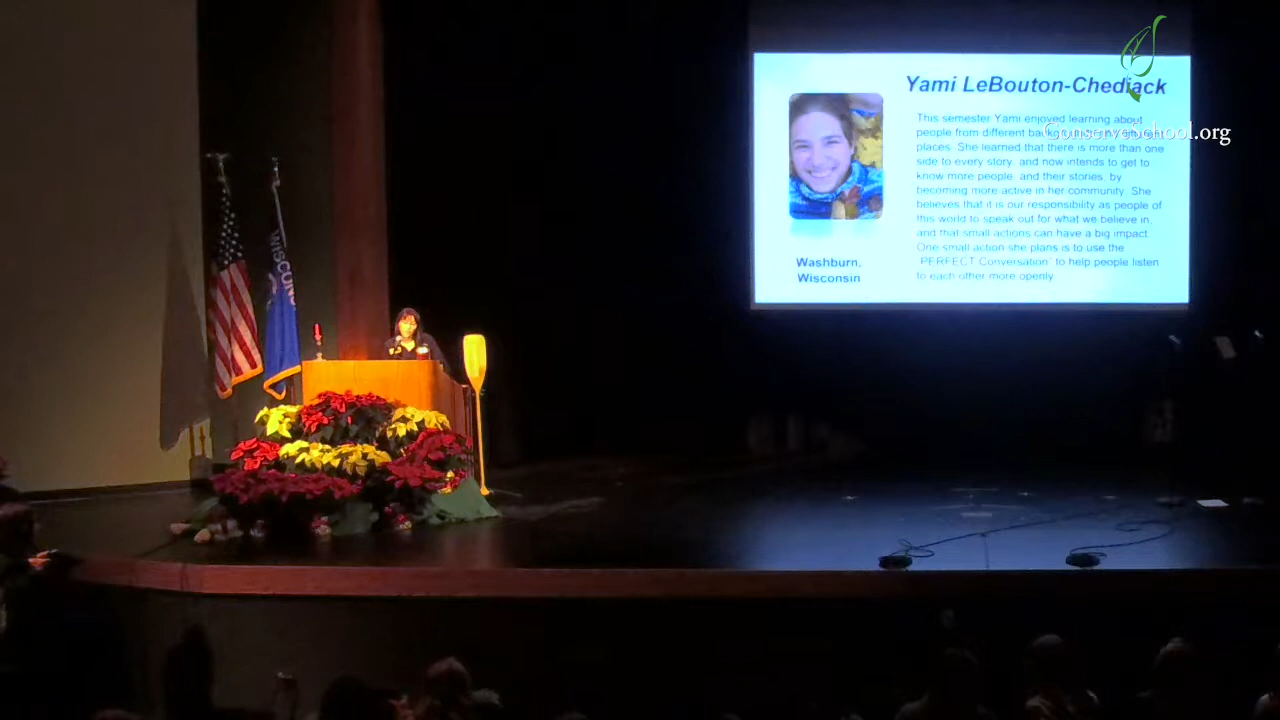 Yami LeBouton-Chediack
This semester Yami enjoyed learning about
people from different
ConserveSchool.org
places. She learned that there is more than one
side to every story, and now intends to get to
know more people, and their stories, by
becoming more active in her community. She
believes that it is our responsibility as people of
this world to speak out for what we believe in,
and that small actions can have a big impact.
One small action she plans is to use the
"PERFECT Conversation" to help people listen
to each other more openly.
Washburn,
Wisconsin
WISCONSIN